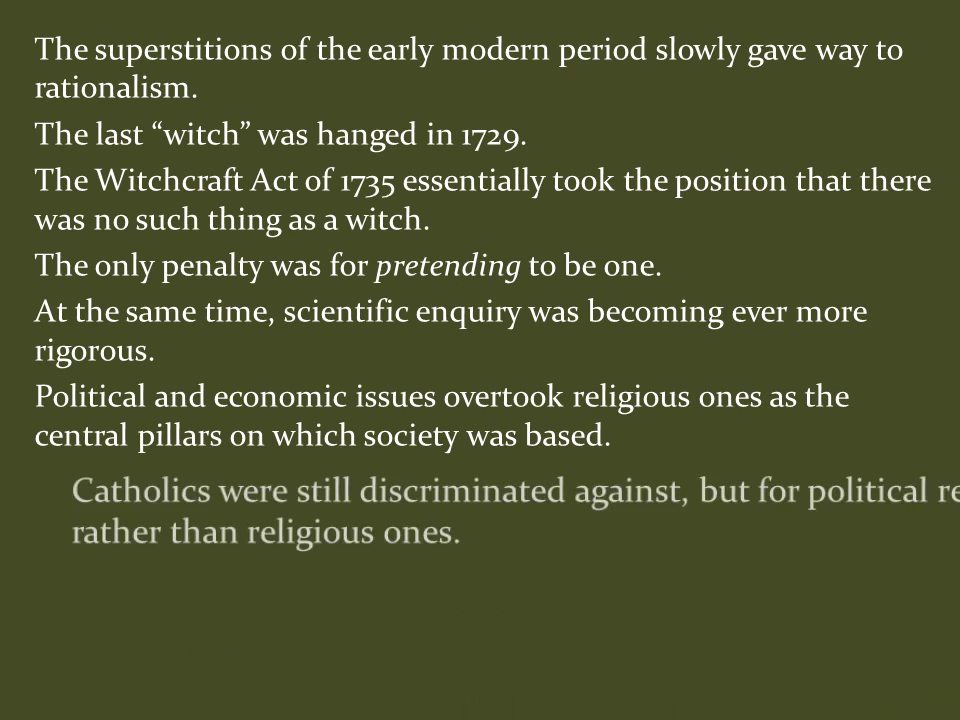 The superstitions of the early modern period slowly gave way to
rationalism.
The last “witch” was hanged in 1729.
The Witchcraft Act of 1735 essentially took the position that there
was no such thing as a witch.
The only penalty was for pretending to be one.
At the same time, scientific enquiry was becoming ever more
rigorous.
Political and economic issues overtook religious ones as the
central pillars on which society was based.
Catholics were still discriminated against, but for political
rather than religious ones.